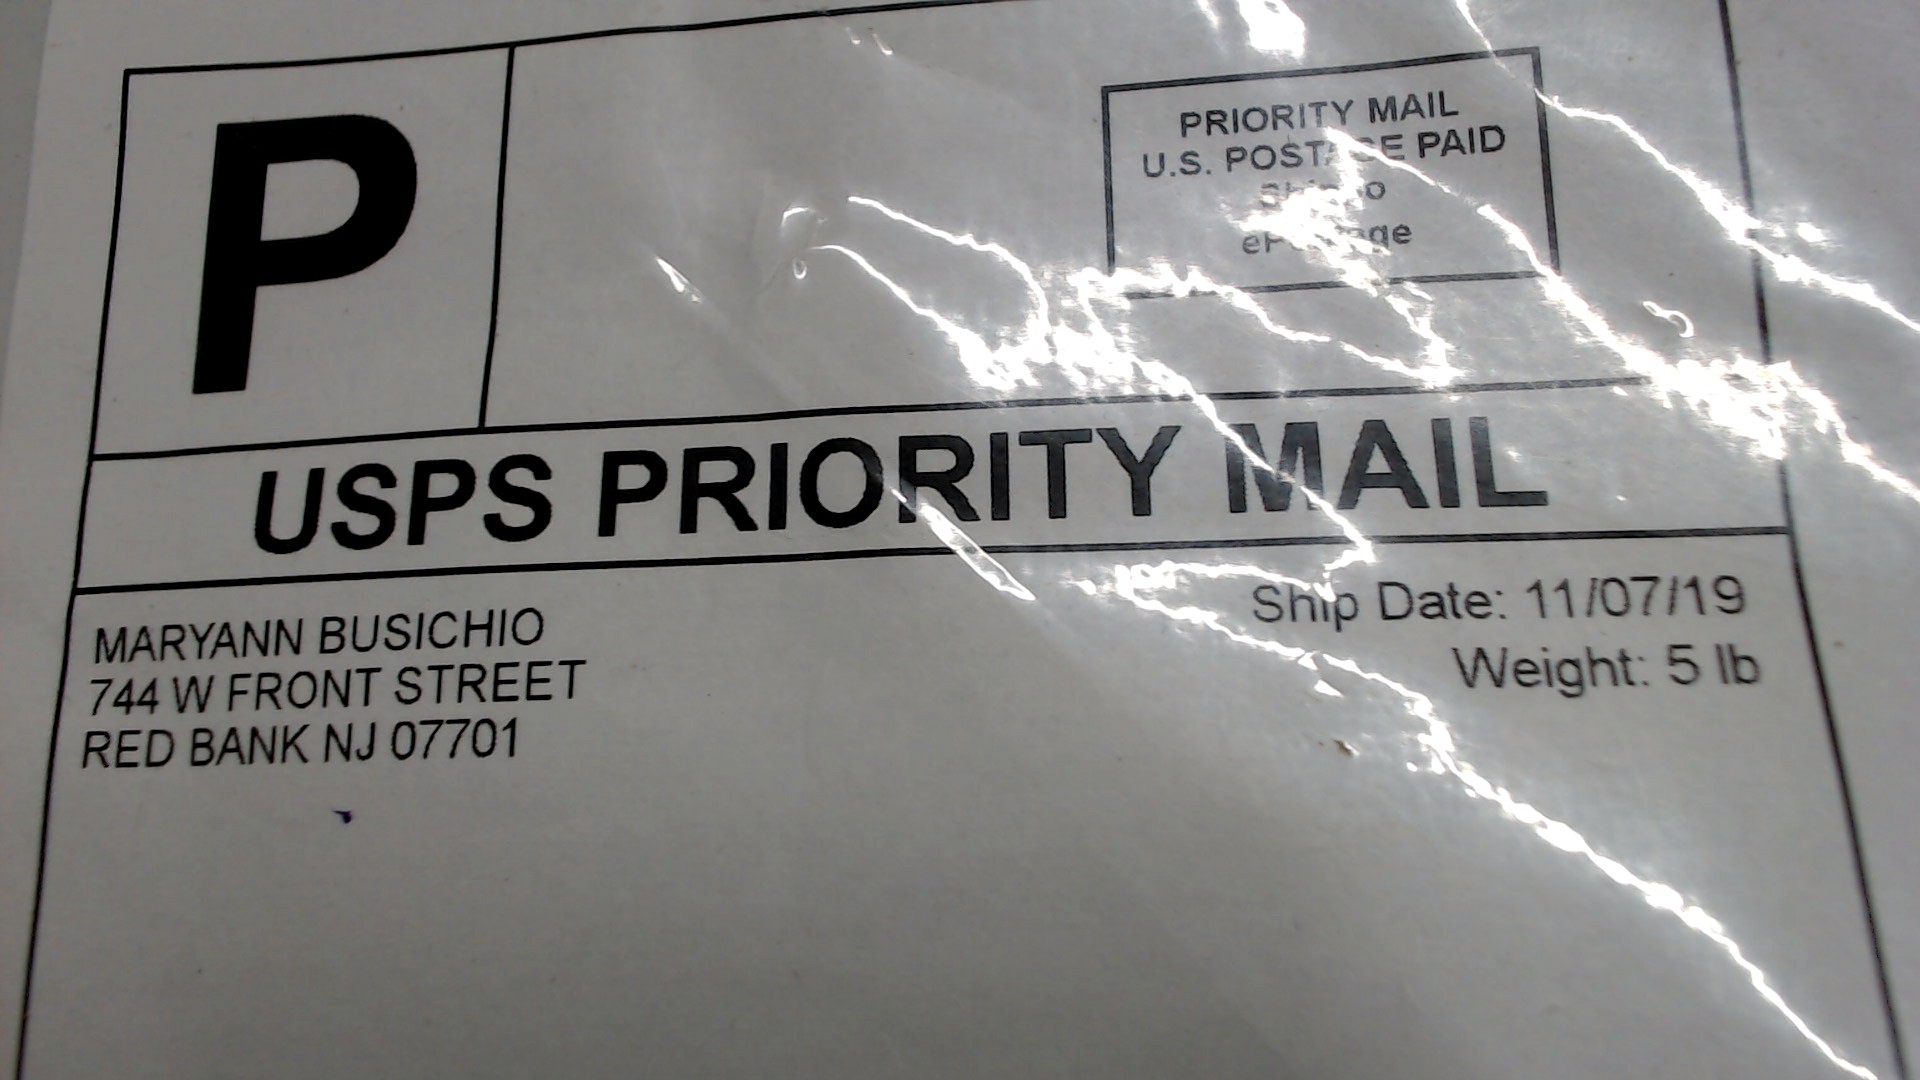 P
PRIORITY MAIL
U.S. POSTAGE PAID
ePostage
USPS PRIORITY MAIL
MARYANN BUSICHIO
744 W FRONT STREET
RED BANK NJ 07701
Ship Date: 11/07/19
Weight: 5 lb